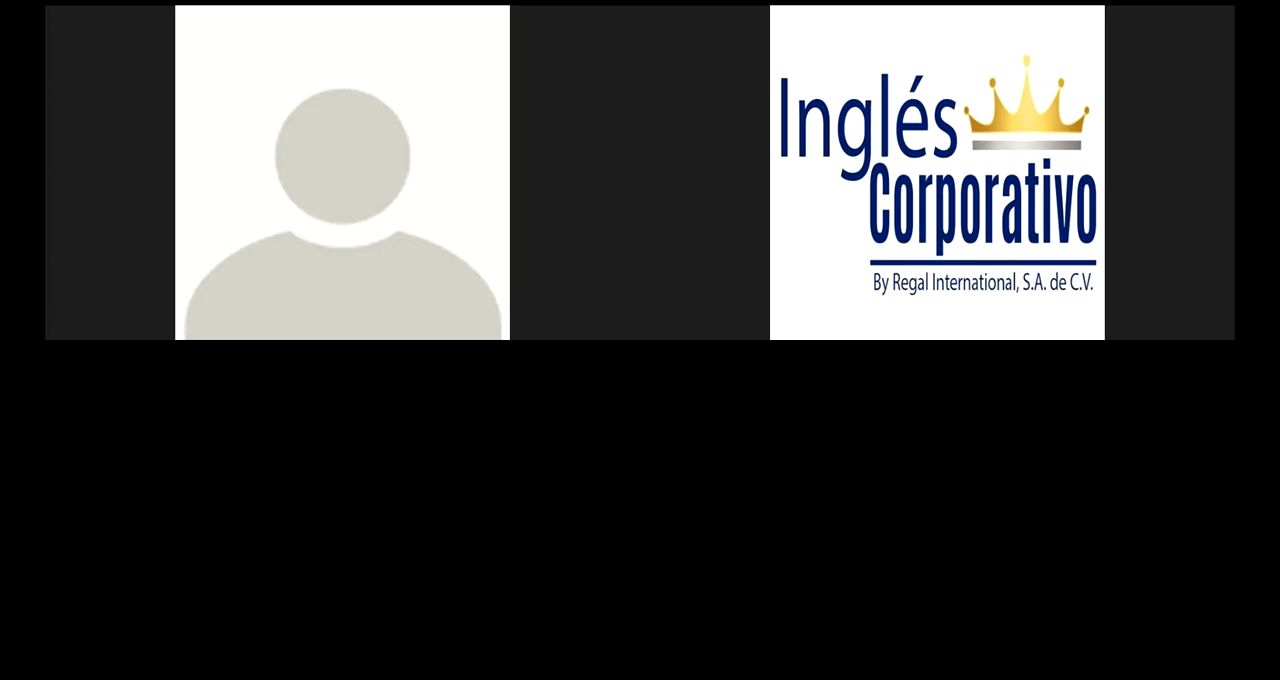 Inglés
Corporativo
By Regal International, S.A. de C.V.